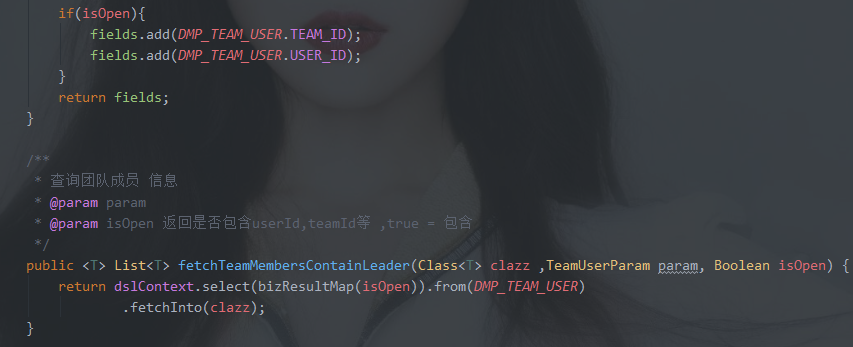 if(isOpen){
fields.add(DMP_TEAM_USER.TEAM_ID);
fields.add(DMP_TEAM_USER.USER_ID);
}
return fields;
}
/**
* 查询团队成员 信息
* @param param
* @param isOpen 返回是否包含userId,teamId等 ,true = 包含
*/
public <T> List<T> fetchTeamMembersContainLeader(Class<T> clazz ,TeamUserParam param, Boolean isOpen) {
return dslContext.select(bizResultMap(isOpen)).from(DMP_TEAM_USER)
.fetchInto(clazz);
}